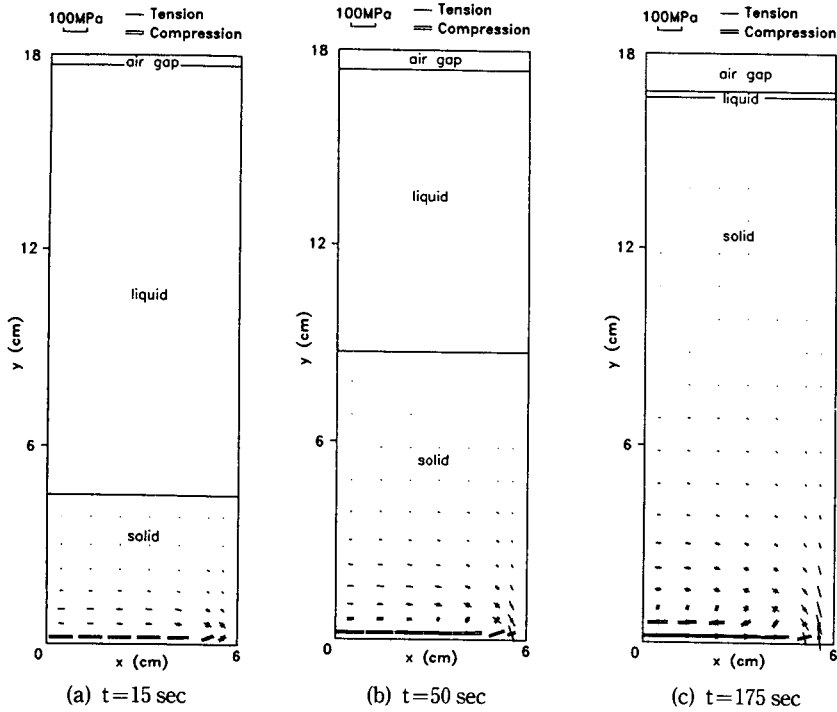 100MPa — Tension
Compression
18
air gap
liquid
12
y (cm)
6
solid
0
x (cm)
6
(a) t=15 sec
100MPa — Tension
Compression
18
air gap
liquid
12
y (cm)
6
solid
0
x (cm)
6
(b) t=50 sec
100MPa — Tension
Compression
18
air gap
liquid
solid
12
y (cm)
6
0
x (cm)
6
(c) t=175 sec